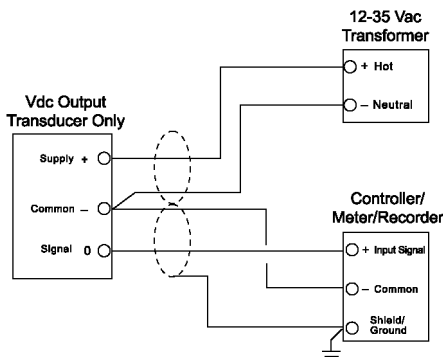 12-35 Vac
Transformer
+ Hot
– Neutral
Vdc Output
Transducer Only
Supply +
Common –
Signal 0
Controller/
Meter/Recorder
+ Input Signal
– Common
Shield/
Ground